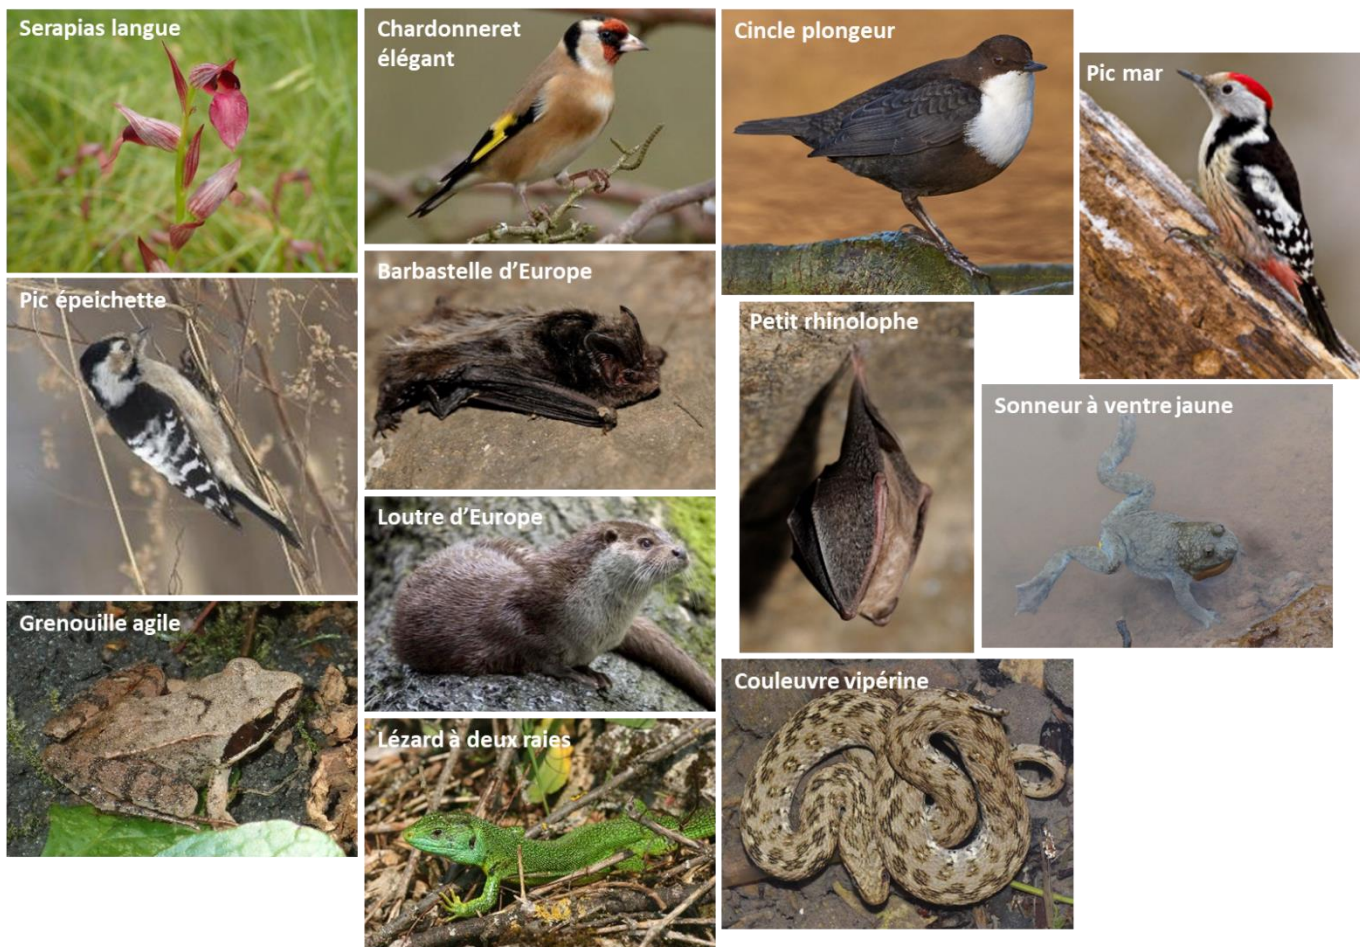 Serapias langue
Chardonneret
élégant
Cincle plongeur
Pic mar
Pic épeichette
Barbastelle d'Europe
Petit rhinolophe
Sonneur à ventre jaune
Loutre d'Europe
Grenouille agile
Couleuvre vipérine
Lézard à deux raies